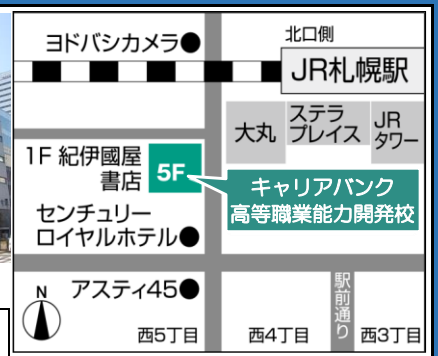 北口側
ヨドバシカメラ
JR札幌駅
大丸
ステラ
プレイス
JR
タワー
1F 紀伊國屋
書店
5F
キャリアバンク
高等職業能力開発校
センチュリー
ロイヤルホテル
アスティ45
N
駅前通り
西5丁目
西4丁目
西3丁目